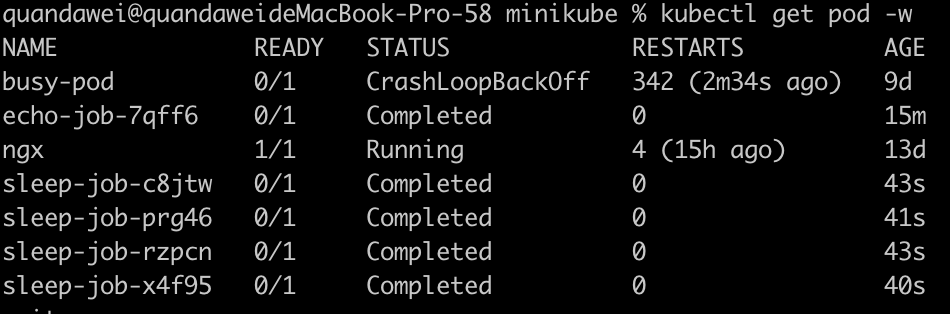 quandawei@quandaweideMacBook-Pro-58 minikube % kubectl get pod -w
NAME READY STATUS RESTARTS AGE
busy-pod 0/1 CrashLoopBackOff 342 (2m34s ago) 9d
echo-job-7qff6 0/1 Completed 0 15m
ngx 1/1 Running 4 (15h ago) 13d
sleep-job-c8jtw 0/1 Completed 0 43s
sleep-job-prg46 0/1 Completed 0 41s
sleep-job-rzpcn 0/1 Completed 0 43s
sleep-job-x4f95 0/1 Completed 0 40s